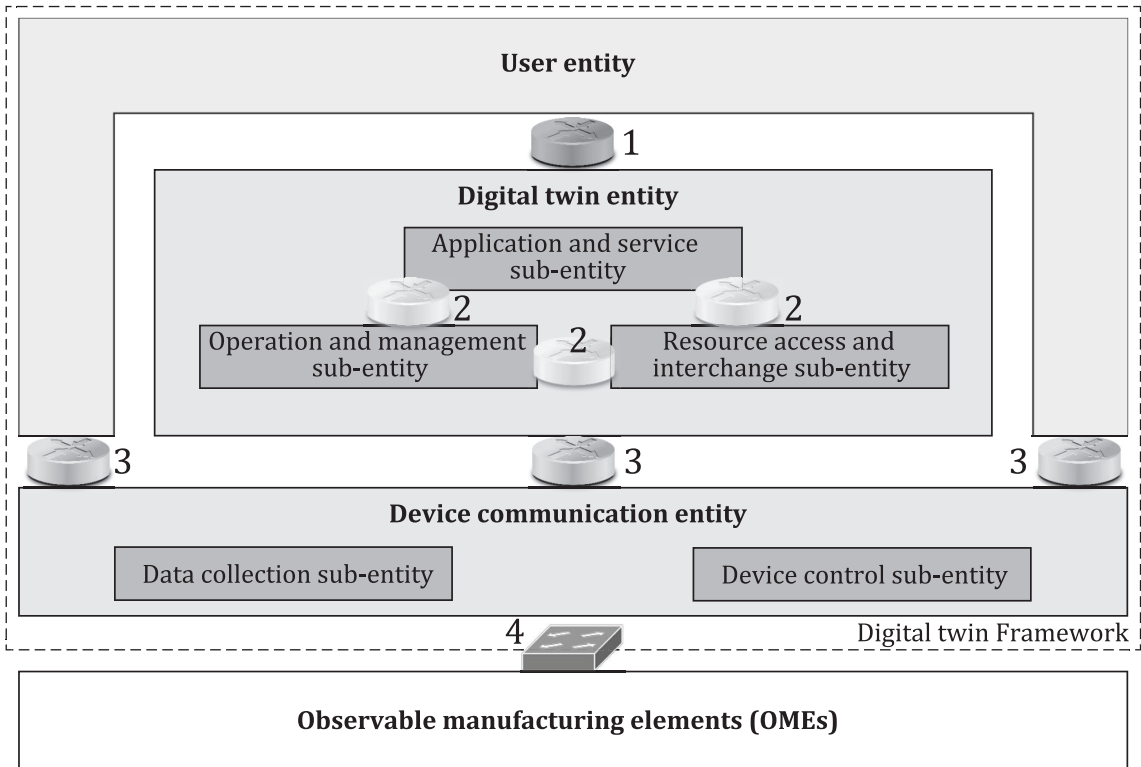 User entity
1
Digital twin entity
Application and service
sub-entity
2
2
Operation and management
sub-entity
2
Resource access and
interchange sub-entity
3
3
3
Device communication entity
Data collection sub-entity
Device control sub-entity
4
Digital twin Framework
Observable manufacturing elements (OMEs)